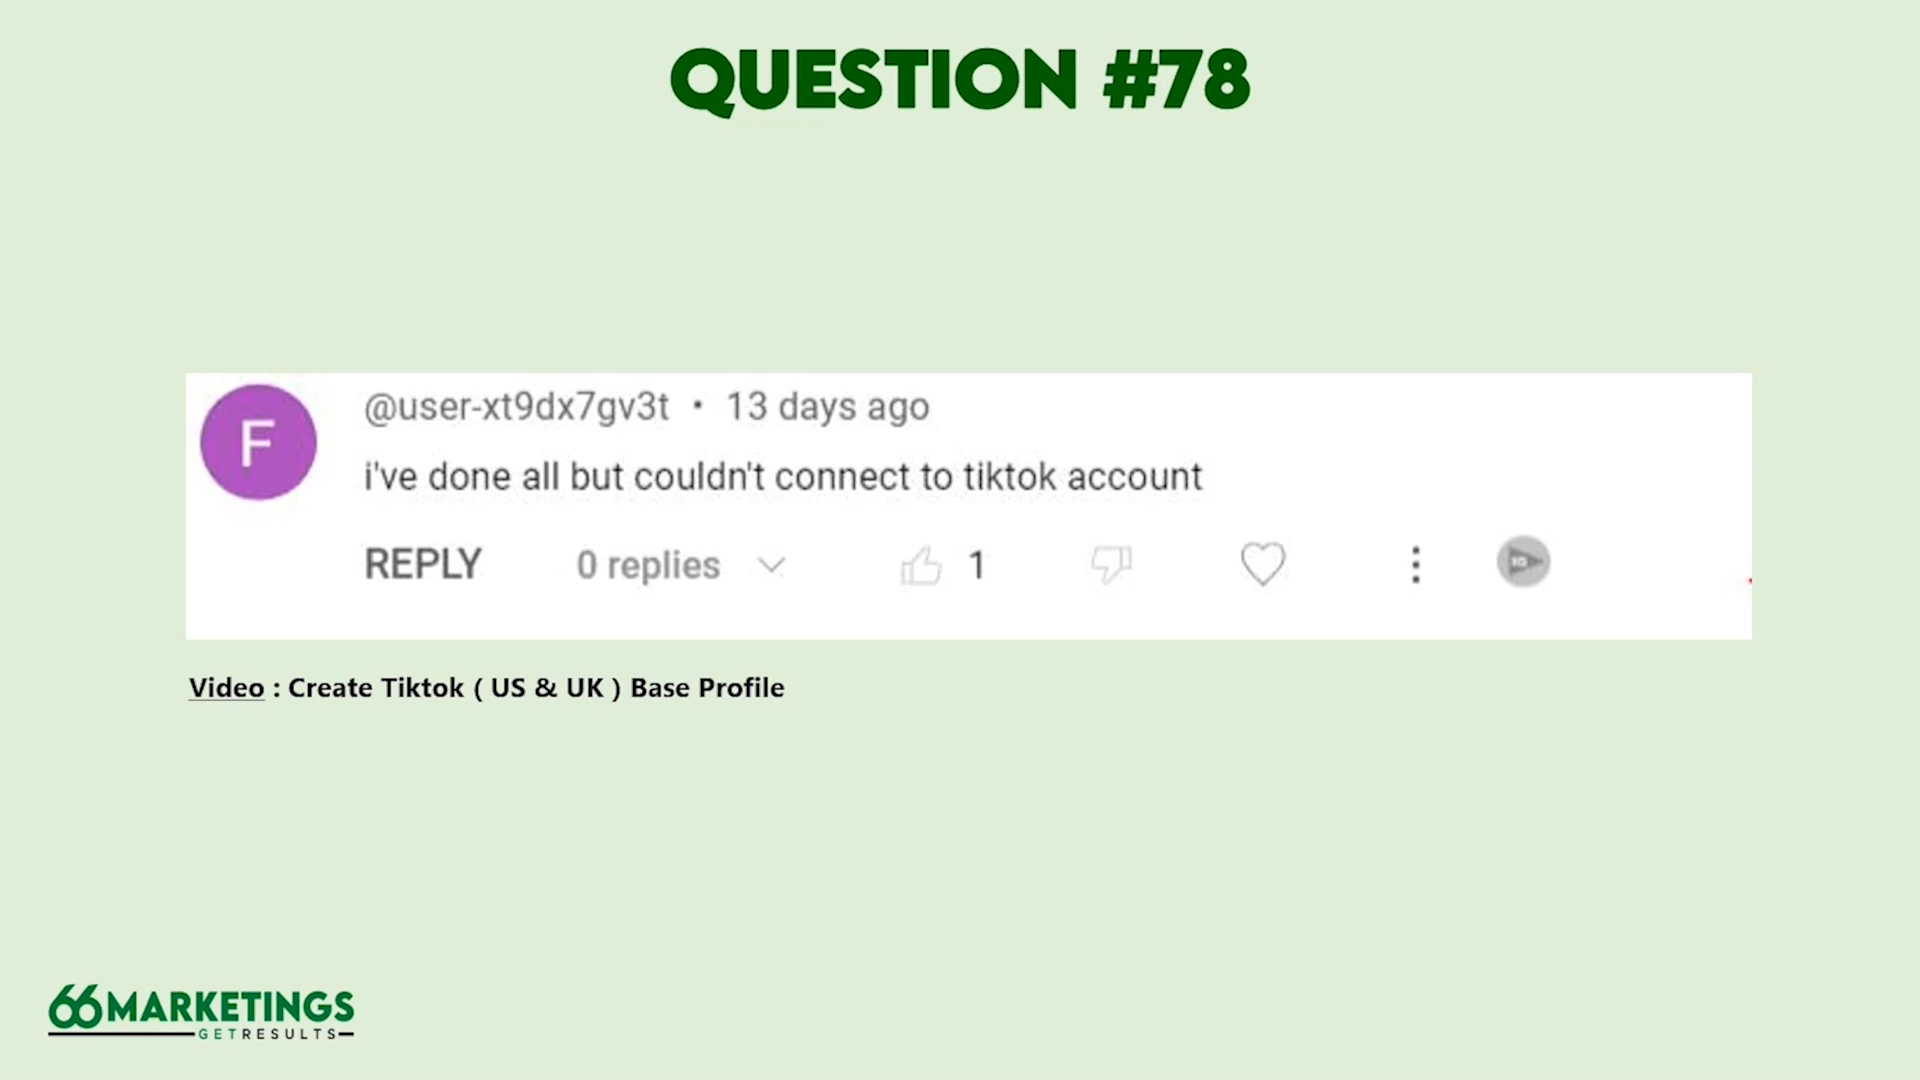 QUESTION #78
F
@user-xt9dx7gv3t • 13 days ago
i've done all but couldn't connect to tiktok account
REPLY 0 replies 1
Video : Create Tiktok ( US & UK ) Base Profile
66MARKETINGS
GETRESULTS